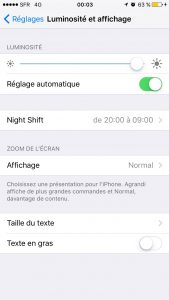 SFR 4G 00:03 63 %
Réglages Luminosité et affichage
LUMINOSITÉ
Réglage automatique
Night Shift de 20:00 à 09:00
ZOOM DE L'ÉCRAN
Affichage Normal
Choisissez une présentation pour l'iPhone. Agrandi
affiche de plus grandes commandes et Normal,
davantage de contenu.
Taille du texte
Texte en gras